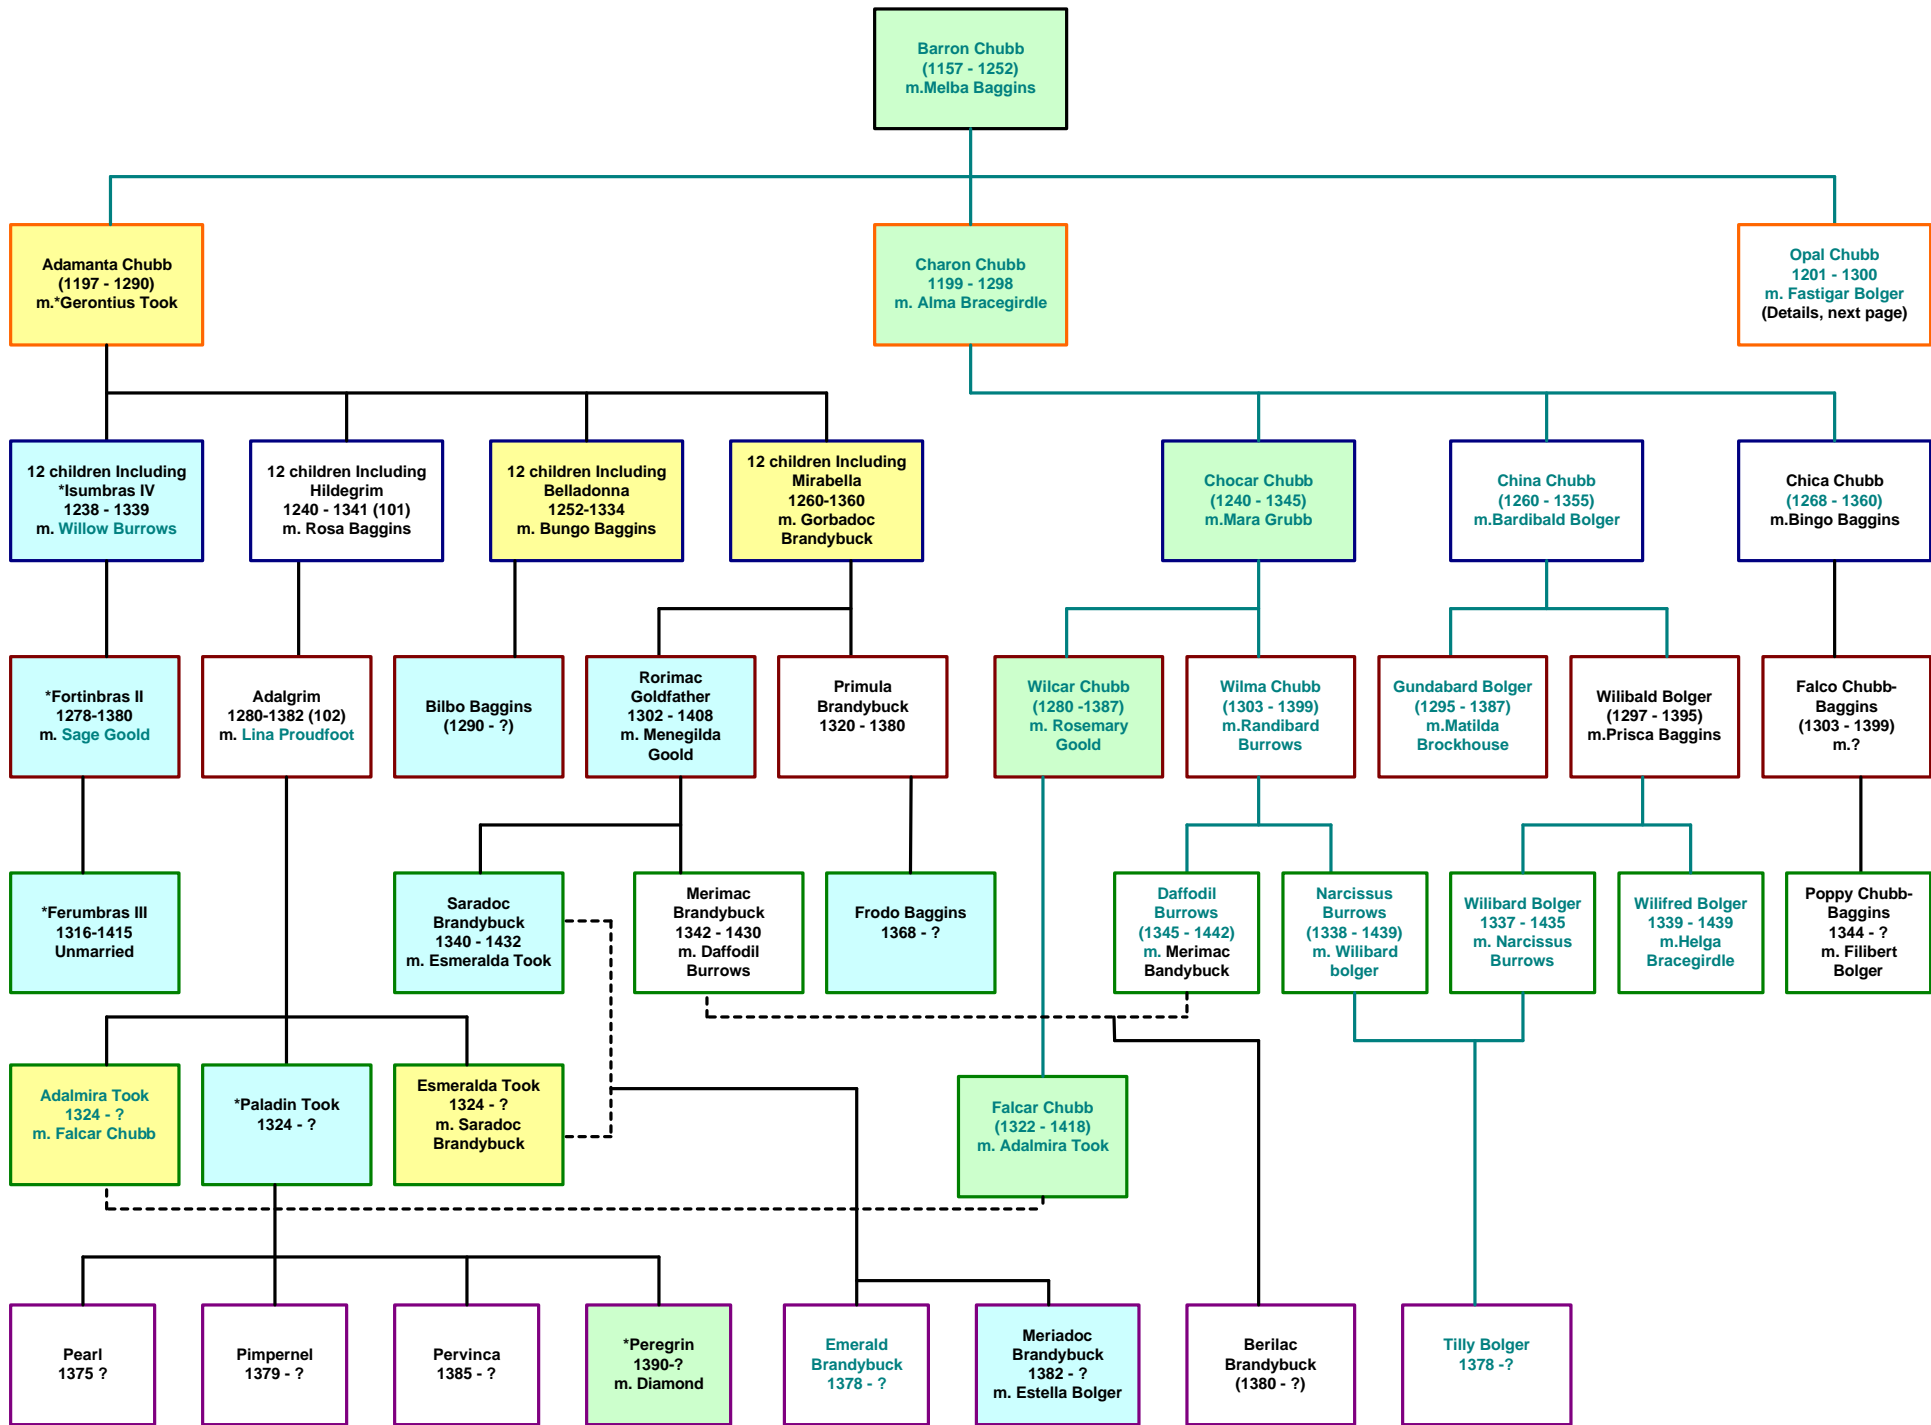 Barron Chubb
(1157 - 1252)
m.Melba Baggins
Adamanta Chubb
(1197 - 1290)
m.*Gerontius Took
Charon Chubb
1199 - 1298
m. Alma Bracegirdle
Opal Chubb
1201 - 1300
m. Fastigar Bolger
(Details, next page)
12 children Including
*Isumbras IV
1238 - 1339
m. Willow Burrows
12 children Including
Hildegrim
1240 - 1341 (101)
m. Rosa Baggins
12 children Including
Belladonna
1252-1334
m. Bungo Baggins
12 children Including
Mirabella
1260-1360
m. Gorbadoc
Brandybuck
Chocar Chubb
(1240 - 1345)
m.Mara Grubb
China Chubb
(1260 - 1355)
m.Bardibald Bolger
Chica Chubb
(1268 - 1360)
m.Bingo Baggins
*Fortinbras II
1278-1380
m. Sage Goold
Adalgrim
1280-1382 (102)
m. Lina Proudfoot
Bilbo Baggins
(1290 - ?)
Rorimac
Goldfather
1302 - 1408
m. Menegilda
Goold
Primula
Brandybuck
1320 - 1380
Wilcar Chubb
(1280 -1387)
m. Rosemary
Goold
Wilma Chubb
(1303 - 1399)
m.Randibard
Burrows
Gundabard Bolger
(1295 - 1387)
m.Matilda
Brockhouse
Wilibald Bolger
(1297 - 1395)
m.Prisca Baggins
Falco Chubb-
Baggins
(1303 - 1399)
m.?
*Ferumbras III
1316-1415
Unmarried
Saradoc
Brandybuck
1340 - 1432
m. Esmeralda Took
Merimac
Brandybuck
1342 - 1430
m. Daffodil
Burrows
Frodo Baggins
1368 - ?
Daffodil
Burrows
(1345 - 1442)
m. Merimac
Bandybuck
Narcissus
Burrows
(1338 - 1439)
m. Wilibard
bolger
Wilibard Bolger
1337 - 1435
m. Narcissus
Burrows
Wilifred Bolger
1339 - 1439
m.Helga
Bracegirdle
Poppy Chubb-
Baggins
1344 - ?
m. Filibert
Bolger
Adalmira Took
1324 - ?
m. Falcar Chubb
*Paladin Took
1324 - ?
Esmeralda Took
1324 - ?
m. Saradoc
Brandybuck
Falcar Chubb
(1322 - 1418)
m. Adalmira Took
Pearl
1375 ?
Pimpernel
1379 - ?
Pervinca
1385 - ?
*Peregrin
1390-?
m. Diamond
Emerald
Brandybuck
1378 - ?
Meriadoc
Brandybuck
1382 - ?
m. Estella Bolger
Berilac
Brandybuck
(1380 - ?)
Tilly Bolger
1378 -?